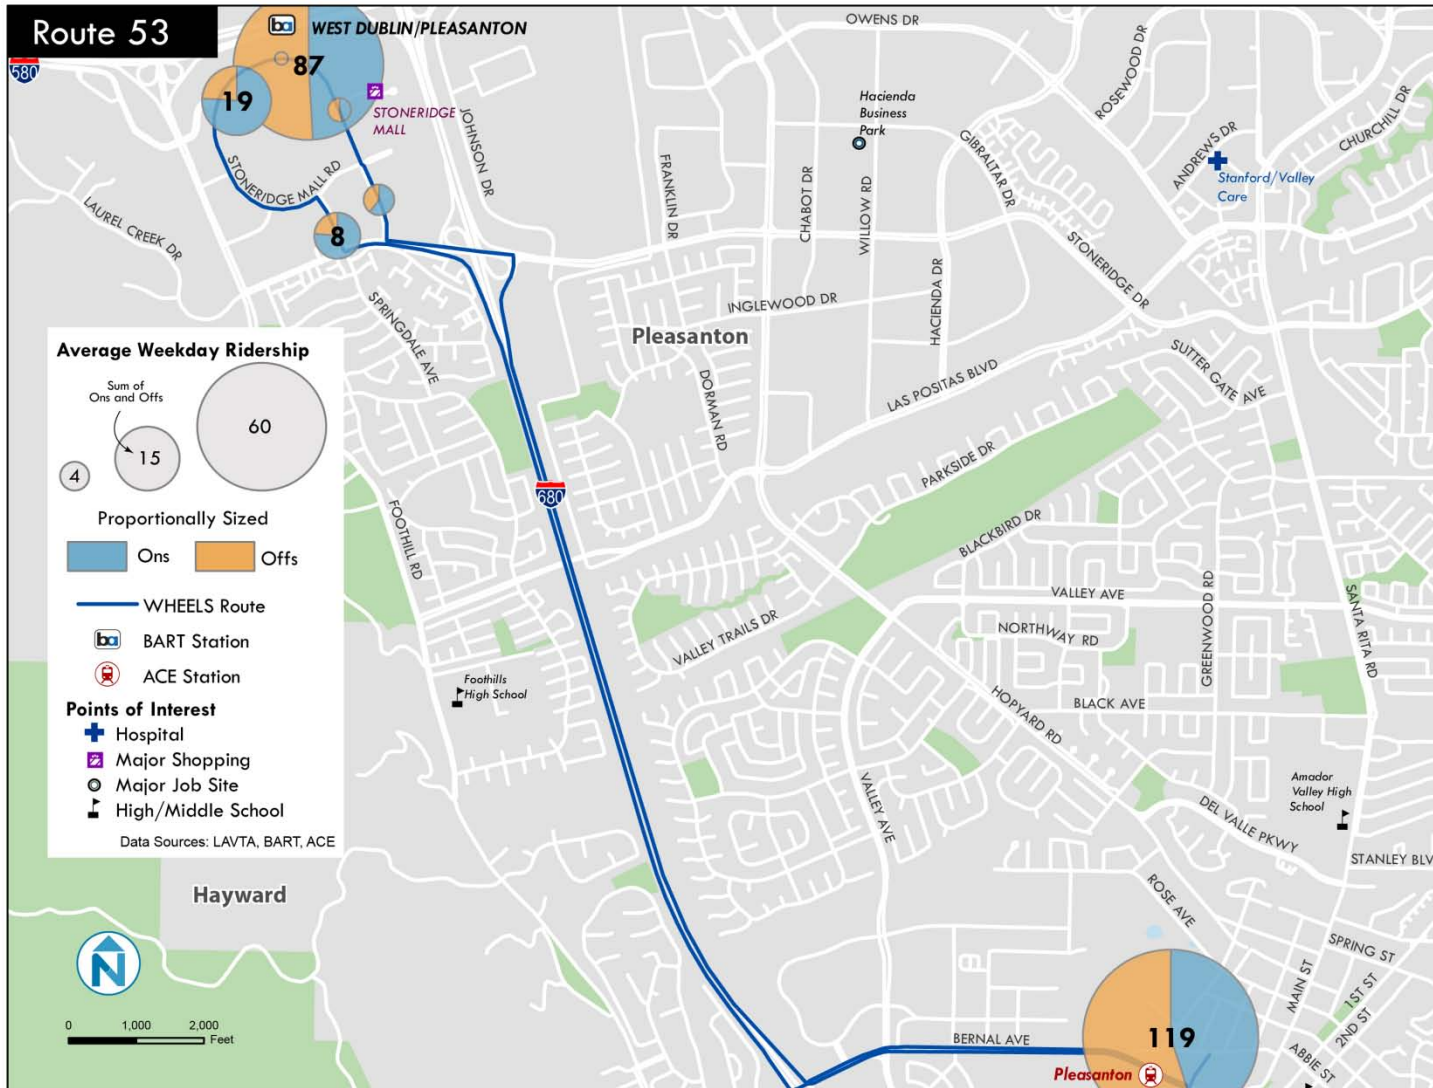 Route 53
580
ba
WEST DUBLIN/PLEASANTON
87
19
STONERIDGE
MALL
8
STONERIDGE MALL RD
LAUREL CREEK DR
JOHNSON DR
SPRINGDALE AVE
FRANKLIN DR
OWENS DR
Hacienda
Business
Park
CHABOT DR
WILLOW RD
GIBRALTAR DR
HACIENDA DR
ROSEWOOD DR
ANDREWS DR
CHURCHILL DR
Stanford/Valley
Care
STONERIDGE DR
INGLEWOOD DR
Pleasanton
DORMAN RD
LAS POSITAS BLVD
SUTTER GATE AVE
PARKSIDE DR
BLACKBIRD DR
680
FOOTHILL RD
VALLEY AVE
NORTHWAY RD
GREENWOOD RD
SANTA RITA RD
VALLEY TRAILS DR
HOPYARD RD
BLACK AVE
Foothills
High School
VALLEY AVE
Amador
Valley High
School
DEL VALLE PKWY
STANLEY BLV
ROSE AVE
SPRING ST
MAIN ST
1ST ST
2ND ST
ABBIE ST
BERNAL AVE
119
Pleasanton
Average Weekday Ridership
Sum of
Ons and Offs
4
15
60
Proportionally Sized
Ons
Offs
WHEELS Route
ba
BART Station
ACE Station
Points of Interest
Hospital
Major Shopping
Major Job Site
High/Middle School
Data Sources: LAVTA, BART, ACE
Hayward
N
0 1,000 2,000
Feet